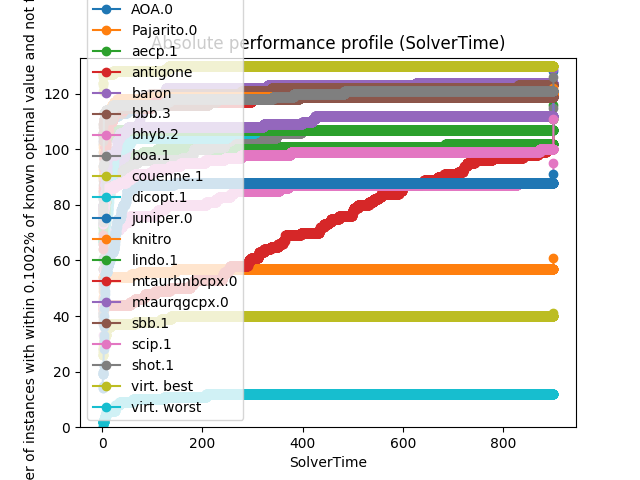 Absolute performance profile (SolverTime)
er of instances with within 0.1002% of known optimal value and not
AOA.0
Pajarito.0
aecp.1
antigone
baron
bbb.3
bhyb.2
boa.1
couenne.1
dicopt.1
juniper.0
knitro
lindo.1
mtaurbnbcpx.0
mtaurqgcpx.0
sbb.1
scip.1
shot.1
virt. best
virt. worst
120
100
80
60
40
20
0
0 200 400 600 800
SolverTime